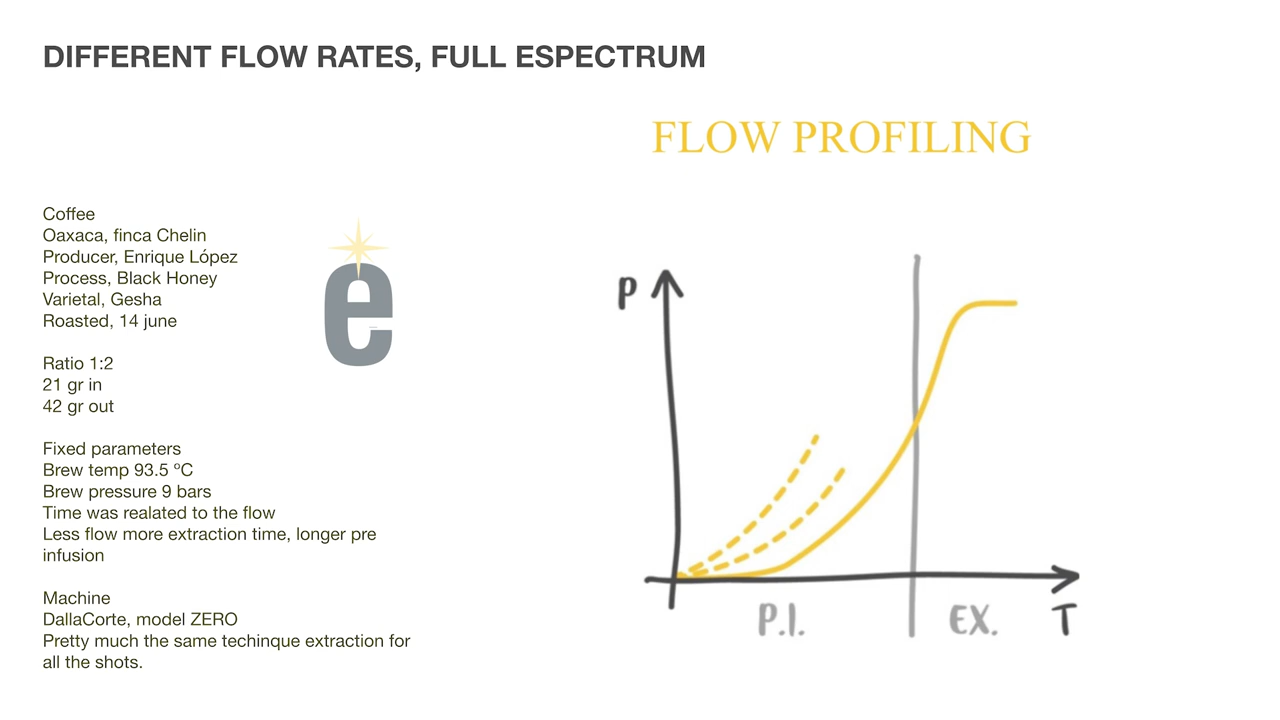 DIFFERENT FLOW RATES, FULL ESPECTRUM
FLOW PROFILING
Coffee
Oaxaca, finca Chelin
Producer, Enrique López
Process, Black Honey
Varietal, Gesha
Roasted, 14 june
Ratio 1:2
21 gr in
42 gr out
Fixed parameters
Brew temp 93.5 ºC
Brew pressure 9 bars
Time was realated to the flow
Less flow more extraction time, longer pre
infusion
Machine
DallaCorte, model ZERO
Pretty much the same techinque extraction for
all the shots.
e
P
P.I.
EX.
T